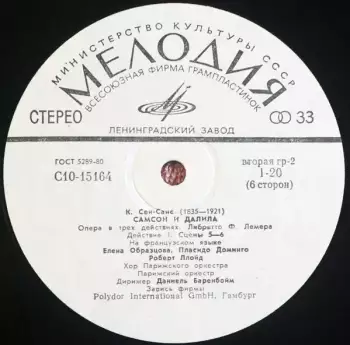 МИНИСТЕРСТВО КУЛЬТУРЫ СССР
МЕЛОДИЯ
ВСЕСОЮЗНАЯ ФИРМА ГРАМПЛАСТИНОК
СТЕРЕО
33
ЛЕНИНГРАДСКИЙ ЗАВОД
ГОСТ 5289-80
С10-15164
вторая гр-2
1-20
(6 сторон)
К. Сен-Санс (1835—1921)
САМСОН И ДАЛИЛА
Опера в трех действиях. Либретто Ф. Лемера
Действие I: Сцены 5—6
На французском языке
Елена Образцова, Пласидо Доминго
Роберт Ллойд
Хор Парижского оркестра
Парижский оркестр
Дирижер Даниель Баренбойм
Запись фирмы
Polydor International GmbH, Гамбург